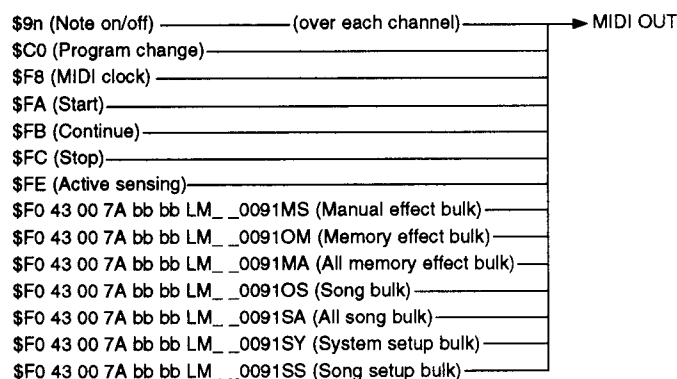 $9n (Note on/off) (over each channel) MIDI OUT
$C0 (Program change)
$F8 (MIDI clock)
$FA (Start)
$FB (Continue)
$FC (Stop)
$FE (Active sensing)
$F0 43 00 7A bb bb LM_ _0091MS (Manual effect bulk)
$F0 43 00 7A bb bb LM_ _0091OM (Memory effect bulk)
$F0 43 00 7A bb bb LM_ _0091MA (All memory effect bulk)
$F0 43 00 7A bb bb LM_ _0091OS (Song bulk)
$F0 43 00 7A bb bb LM_ _0091SA (All song bulk)
$F0 43 00 7A bb bb LM_ _0091SY (System setup bulk)
$F0 43 00 7A bb bb LM_ _0091SS (Song setup bulk)